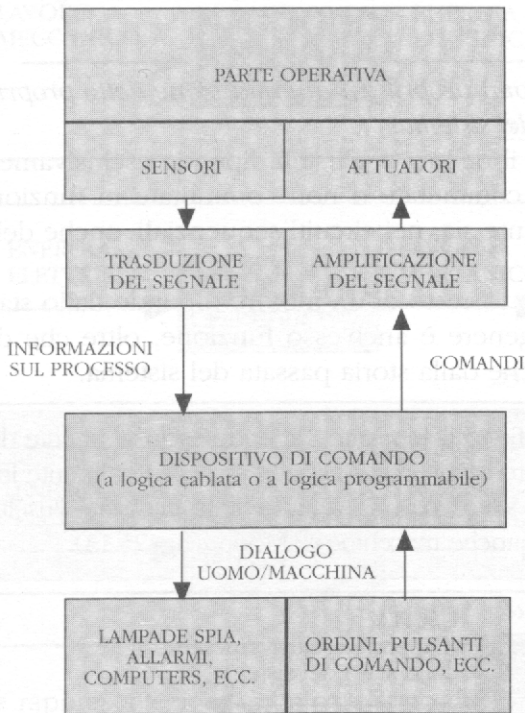 PARTE OPERATIVA
SENSORI
ATTUATORI
TRASDUZIONE
DEL SEGNALE
AMPLIFICAZIONE
DEL SEGNALE
INFORMAZIONI
SUL PROCESSO
COMANDI
DISPOSITIVO DI COMANDO
(a logica cablata o a logica programmabile)
DIALOGO
UOMO/MACCHINA
LAMPADE SPIA,
ALLARMI,
COMPUTERS, ECC.
ORDINI, PULSANTI
DI COMANDO, ECC.